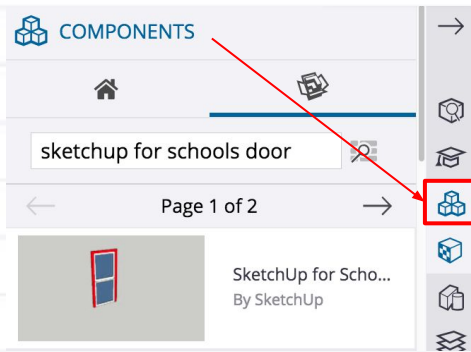 COMPONENTS
sketchup for schools door
Page 1 of 2
SketchUp for Scho...
By SketchUp